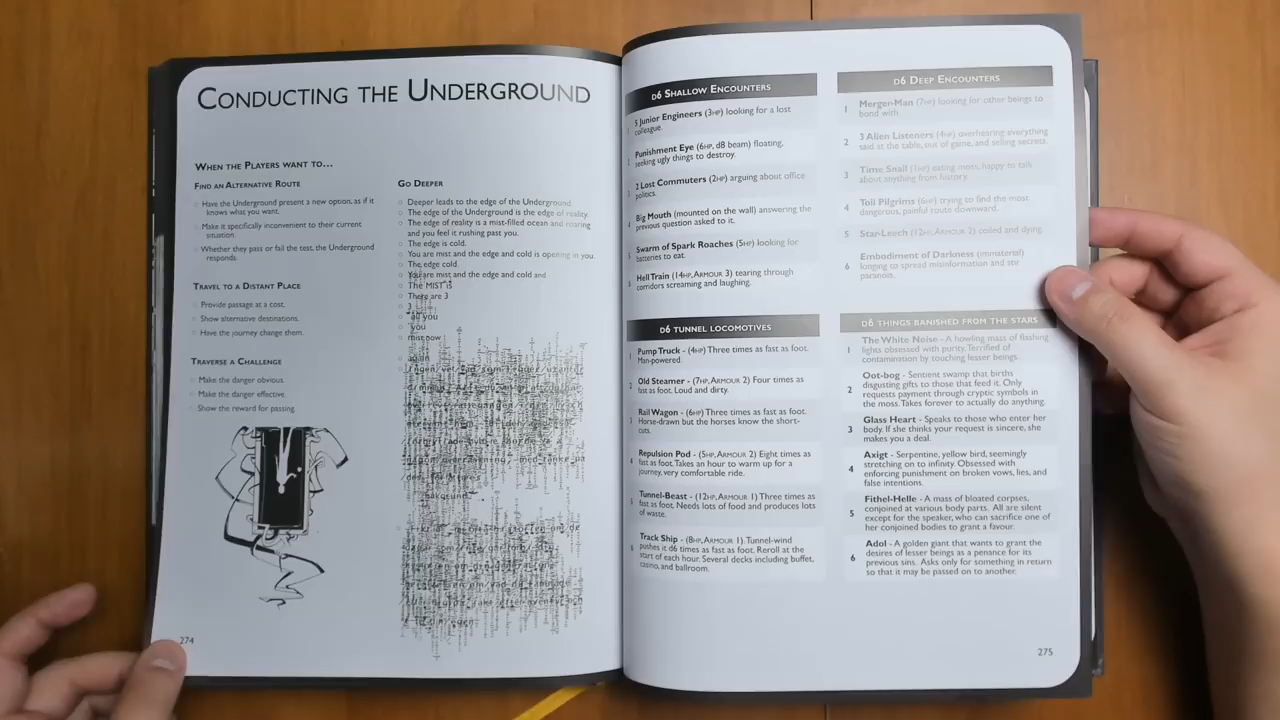 CONDUCTING THE UNDERGROUND
WHEN THE PLAYERS WANT TO...
FIND AN ALTERNATIVE ROUTE
Have the Underground present a new option, as if it
knows what you want.
Make it specifically inconvenient to their current
situation.
Whether they pass or fail the test, the Underground
responds.
TRAVEL TO A DISTANT PLACE
Provide passage at a cost.
Show alternative destinations.
Have the journey change them.
TRAVERSE A CHALLENGE
Make the danger obvious.
Make the danger effective.
Show the reward for passing.
GO DEEPER
Deeper leads to the edge of the Underground
The edge of the Underground is the edge of reality.
The edge of reality is a mist-filled ocean and roaring
and you feel it rushing past you.
The edge is cold.
You are mist and the edge and cold is opening in you.
The edge cold
You are mist and the edge and cold and
The MIST is
There are 3
3
all you
you
mist now
again
274
D6 SHALLOW ENCOUNTERS
1 5 Junior Engineers (3HP) looking for a lost
colleague.
2 Punishment Eye (6HP, d8 beam) floating,
seeking ugly things to destroy.
3 2 Lost Commuters (2HP) arguing about office
politics.
4 Big Mouth (mounted on the wall) answering the
previous question asked to it.
5 Swarm of Spark Roaches (5HP) looking for
batteries to eat.
6 Hell Train (14HP, ARMOUR 3) tearing through
corridors screaming and laughing.
D6 TUNNEL LOCOMOTIVES
1 Pump Truck - (4HP) Three times as fast as foot.
Man-powered.
2 Old Steamer - (7HP, ARMOUR 2) Four times as
fast as foot. Loud and dirty.
3 Rail Wagon - (6HP) Three times as fast as foot.
Horse-drawn but the horses know the short-
cuts.
4 Repulsion Pod - (5HP, ARMOUR 2) Eight times as
fast as foot. Takes an hour to warm up for a
journey, very comfortable ride.
5 Tunnel-Beast - (12HP, ARMOUR 1) Three times as
fast as foot. Needs lots of food and produces lots
of waste.
6 Track Ship - (8HP, ARMOUR 1). Tunnel-wind
pushes it d6 times as fast as foot. Reroll at the
start of each hour. Several decks including buffet,
casino, and ballroom.
D6 DEEP ENCOUNTERS
1 Merger-Man (7HP) looking for other beings to
bond with.
2 3 Alien Listeners (4HP) overhearing everything
said at the table, out of game, and selling secrets.
3 Time Snail (1HP) eating moss, happy to talk
about anything from history.
4 Toil Pilgrims (6HP) trying to find the most
dangerous, painful route downward.
5 Star-Leech (12HP, ARMOUR 2) coiled and dying.
6 Embodiment of Darkness (immaterial)
longing to spread misinformation and stir
paranoia.
D6 THINGS BANISHED FROM THE STARS
1 The White Noise - A howling mass of flashing
lights obsessed with purity. Terrified of
contamination by touching lesser beings.
2 Oot-bog - Sentient swamp that births
disgusting gifts to those that feed it. Only
requests payment through cryptic symbols in
the moss. Takes forever to actually do anything.
3 Glass Heart - Speaks to those who enter her
body. If she thinks your request is sincere, she
makes you a deal.
4 Axigt - Serpentine, yellow bird, seemingly
stretching on to infinity. Obsessed with
enforcing punishment on broken vows, lies, and
false intentions.
5 Fithel-Helle - A mass of bloated corpses,
conjoined at various body parts. All are silent
except for the speaker, who can sacrifice one of
her conjoined bodies to grant a favour.
6 Adol - A golden giant that wants to grant the
desires of lesser beings as a penance for its
previous sins. Asks only for something in return
so that it may be passed on to another.
275